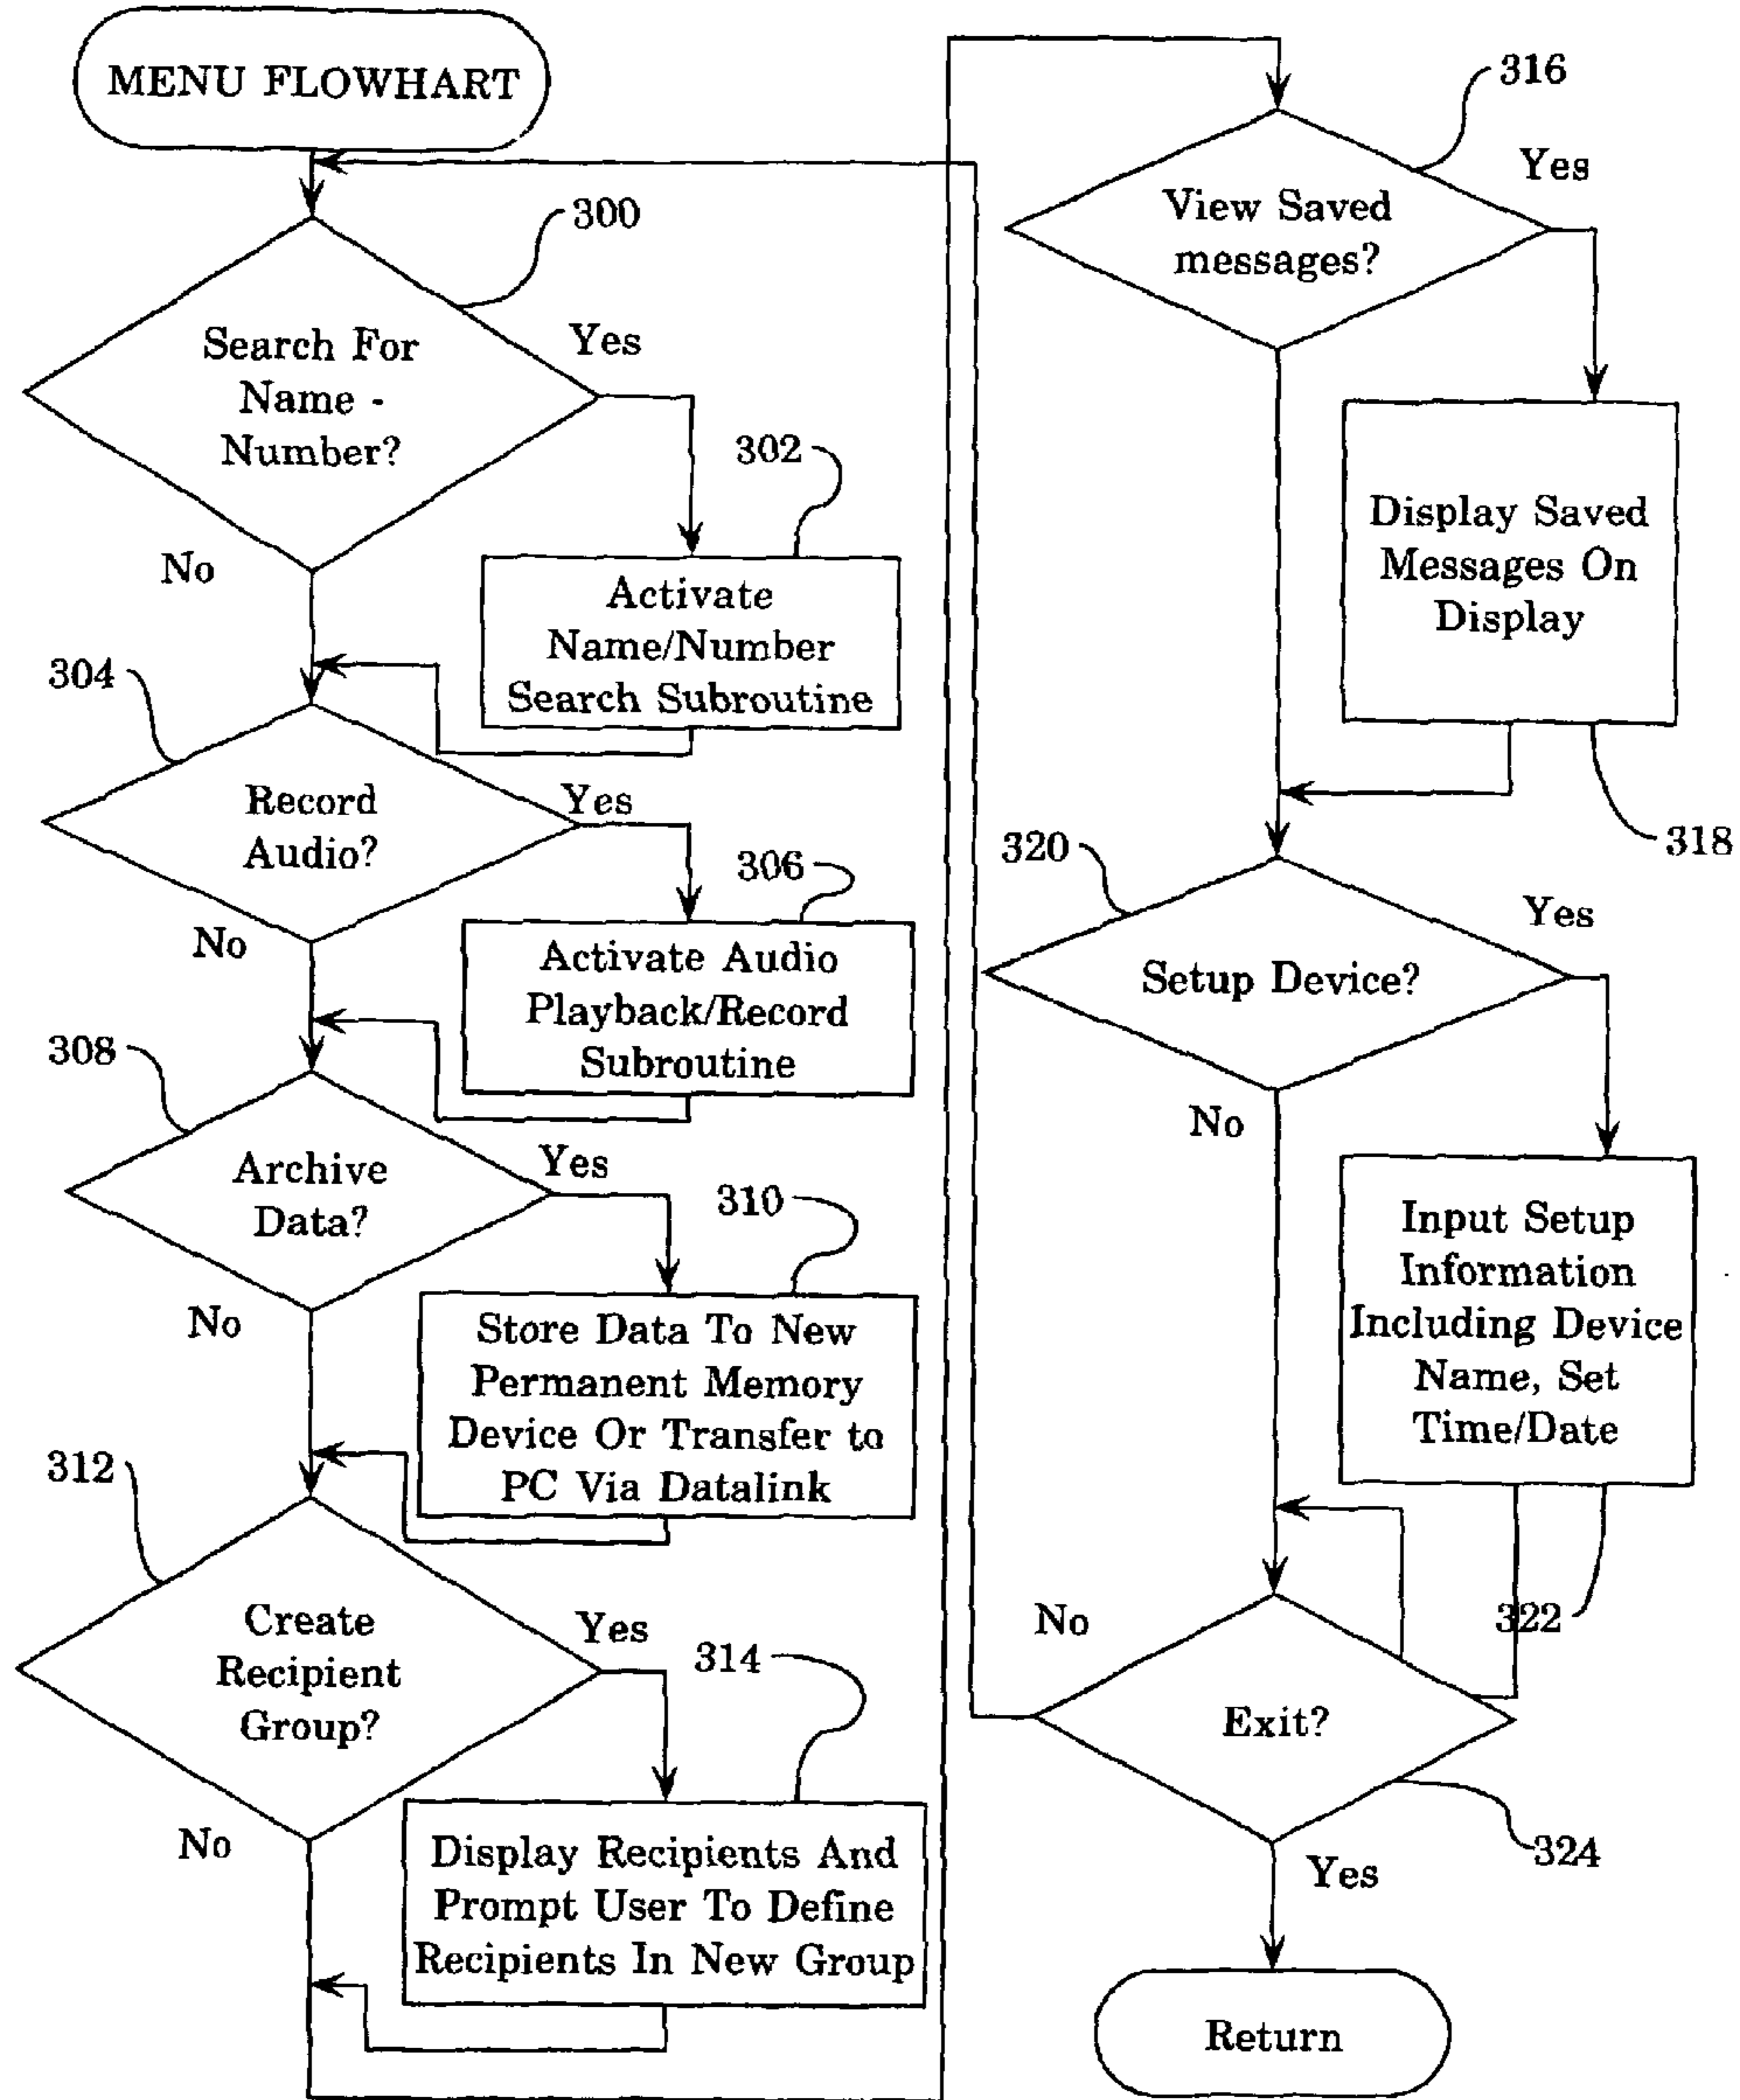 MENU FLOWHART
300
Search For
Name -
Number?
Yes
No
302
Activate
Name/Number
Search Subroutine
304
Record
Audio?
Yes
No
306
Activate Audio
Playback/Record
Subroutine
308
Archive
Data?
Yes
No
310
Store Data To New
Permanent Memory
Device Or Transfer to
PC Via Datalink
312
Create
Recipient
Group?
Yes
No
314
Display Recipients And
Prompt User To Define
Recipients In New Group
316
View Saved
messages?
Yes
Display Saved
Messages On
Display
318
320
Setup Device?
Yes
No
Input Setup
Information
Including Device
Name, Set
Time/Date
322
No
Exit?
324
Yes
Return